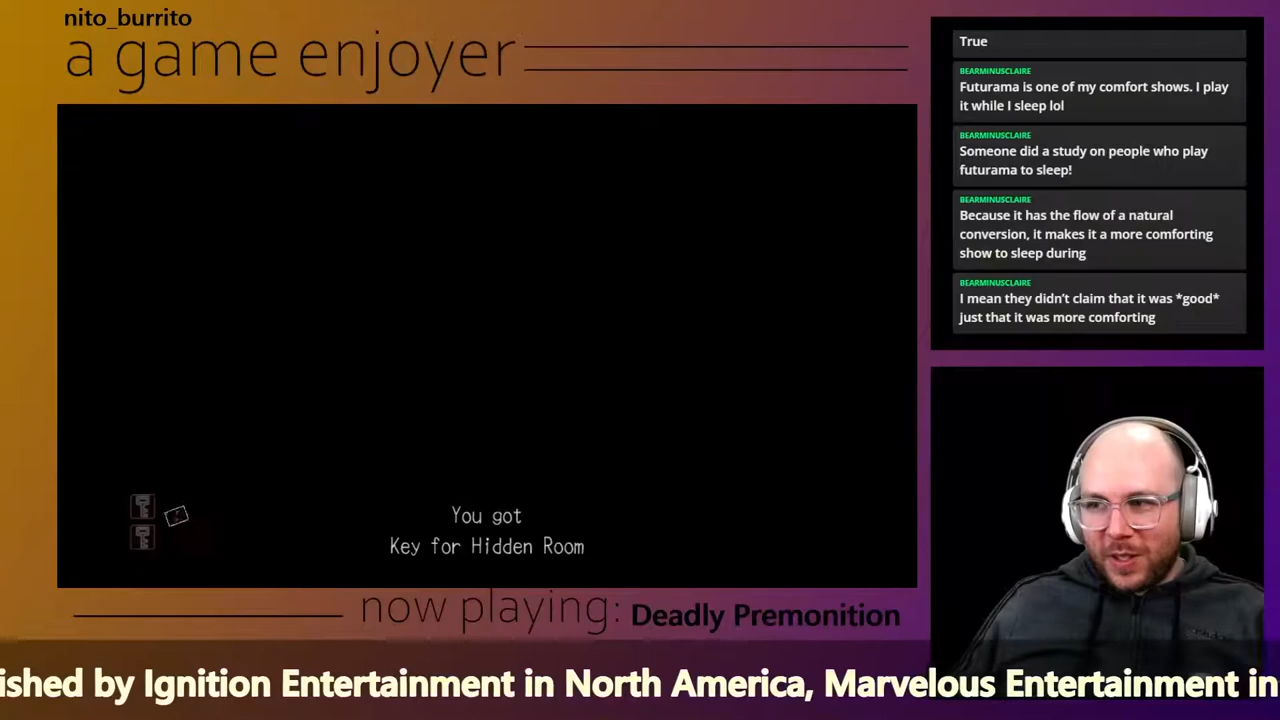 nito_burrito
a game enjoyer
True
BEARMINUSCLAIRE
Futurama is one of my comfort shows. I play
it while I sleep lol
BEARMINUSCLAIRE
Someone did a study on people who play
futurama to sleep!
BEARMINUSCLAIRE
Because it has the flow of a natural
conversion, it makes it a more comforting
show to sleep during
BEARMINUSCLAIRE
I mean they didn't claim that it was *good*
just that it was more comforting
You got
Key for Hidden Room
now playing: Deadly Premonition
ished by Ignition Entertainment in North America, Marvelous Entertainment in